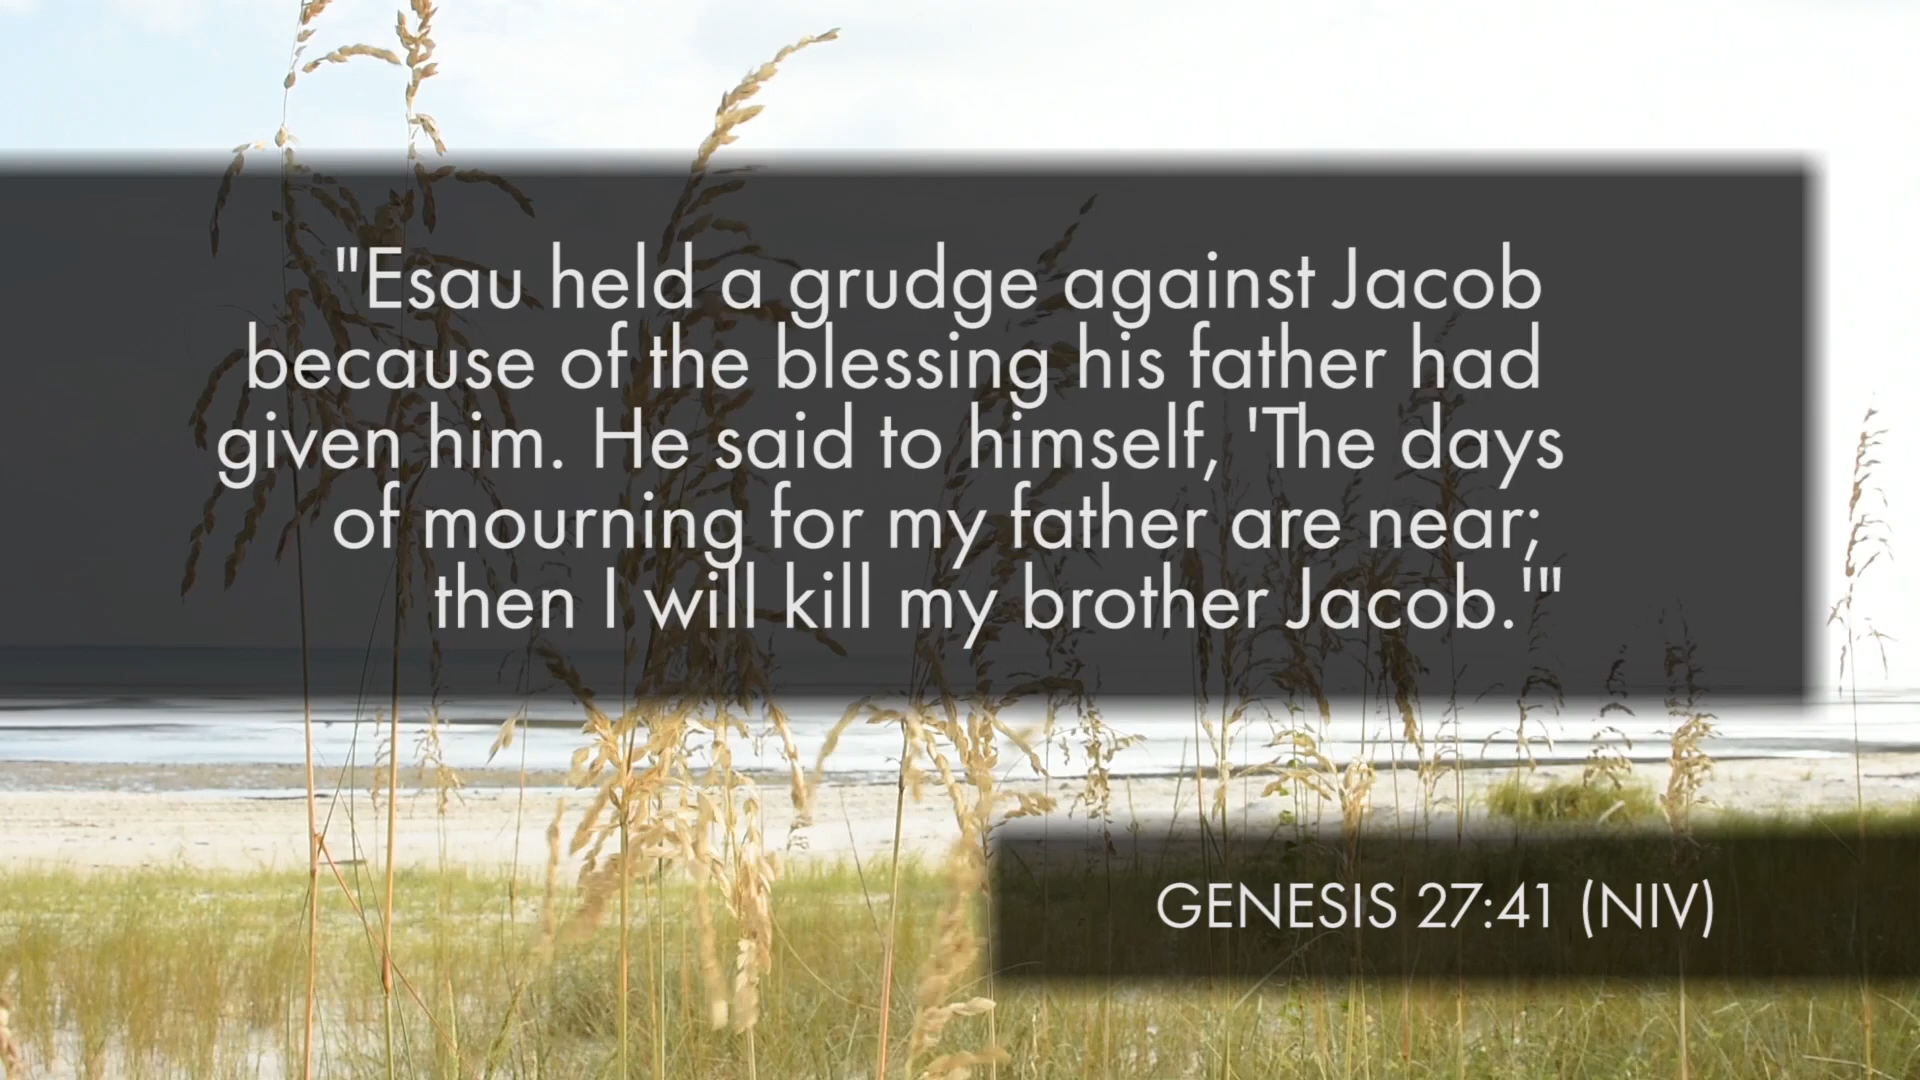 "Esau held a grudge against Jacob
because of the blessing his father had
given him. He said to himself, 'The days
of mourning for my father are near;
then I will kill my brother Jacob.'"
GENESIS 27:41 (NIV)